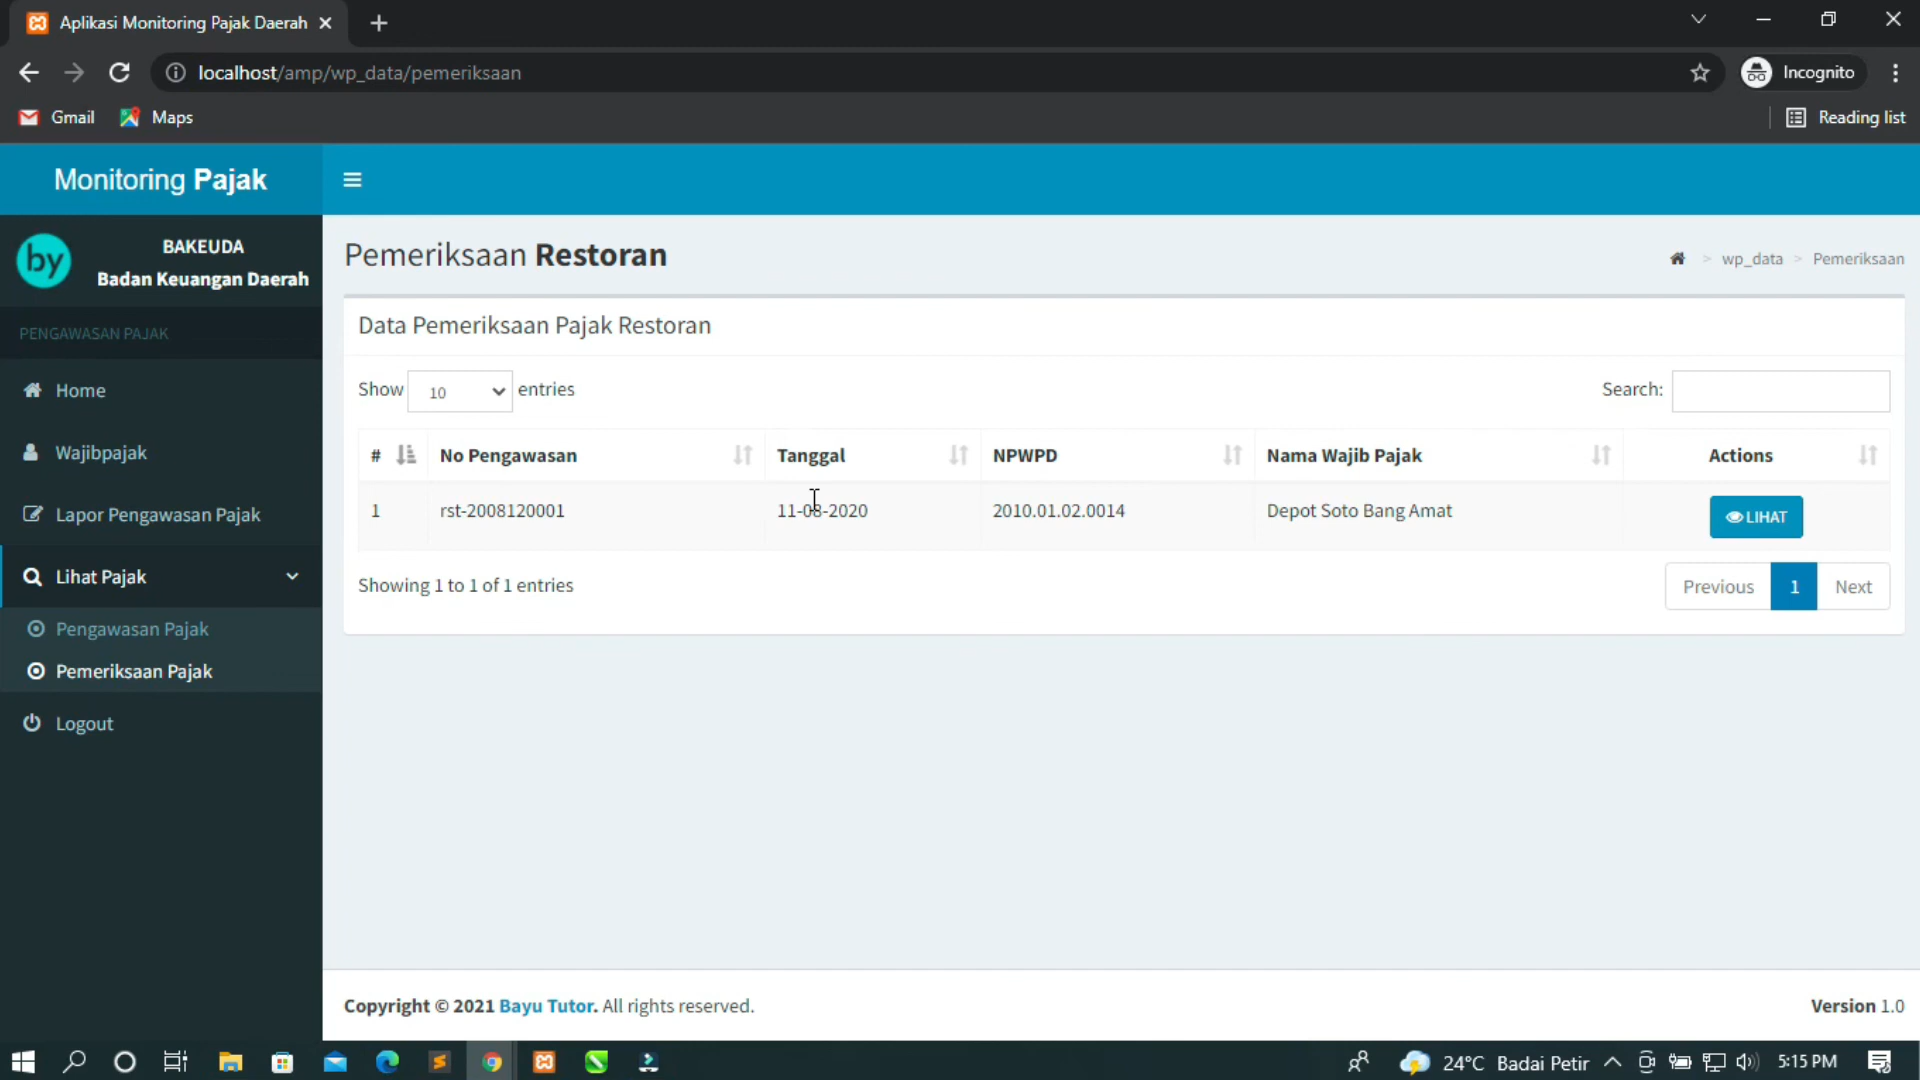 Aplikasi Monitoring Pajak Daerah
localhost/amp/wp_data/pemeriksaan
Incognito
Gmail
Maps
Reading list
Monitoring Pajak
by
BAKEUDA
Badan Keuangan Daerah
PENGAWASAN PAJAK
Home
Wajibpajak
Lapor Pengawasan Pajak
Lihat Pajak
Pengawasan Pajak
Pemeriksaan Pajak
Logout
Pemeriksaan Restoran
> wp_data > Pemeriksaan
Data Pemeriksaan Pajak Restoran
Show 10 entries
Search:
# No Pengawasan Tanggal NPWPD Nama Wajib Pajak Actions
1 rst-2008120001 11-08-2020 2010.01.02.0014 Depot Soto Bang Amat LIHAT
Showing 1 to 1 of 1 entries
Previous 1 Next
Copyright © 2021 Bayu Tutor. All rights reserved.
Version 1.0
24°C Badai Petir
5:15 PM